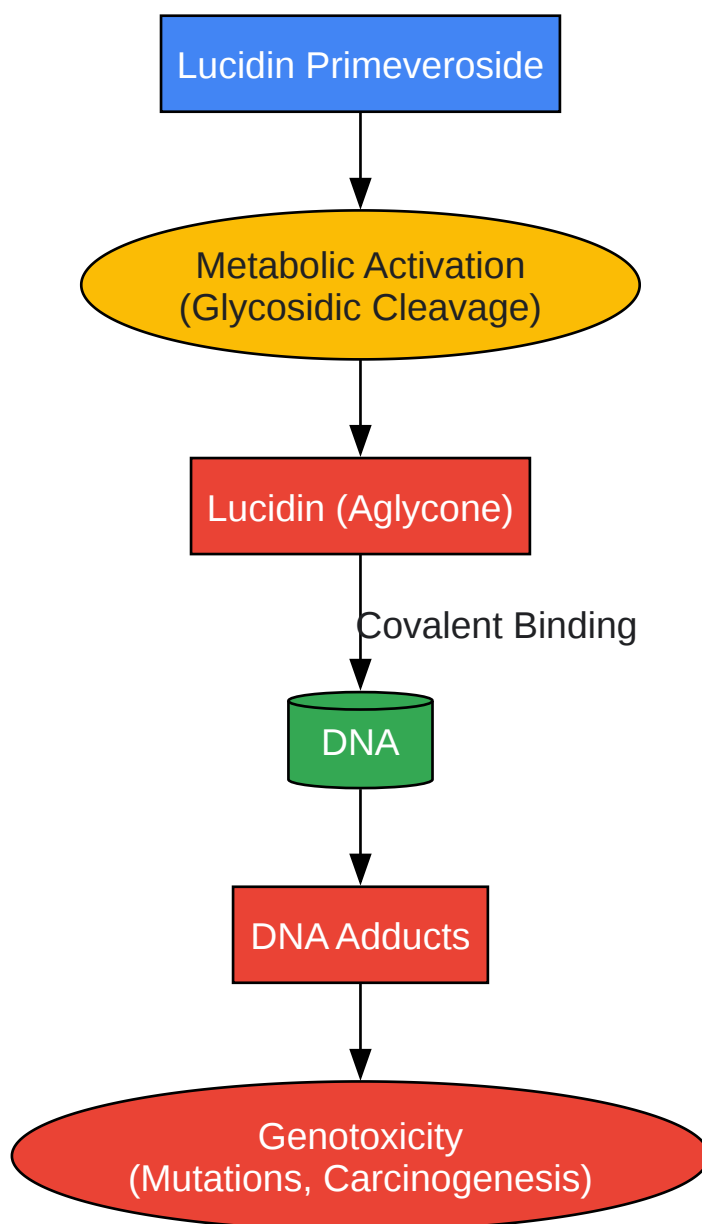 Lucidin Primeveroside
Metabolic Activation
(Glycosidic Cleavage)
Lucidin (Aglycone)
Covalent Binding
DNA
DNA Adducts
Genotoxicity
(Mutations, Carcinogenesis)